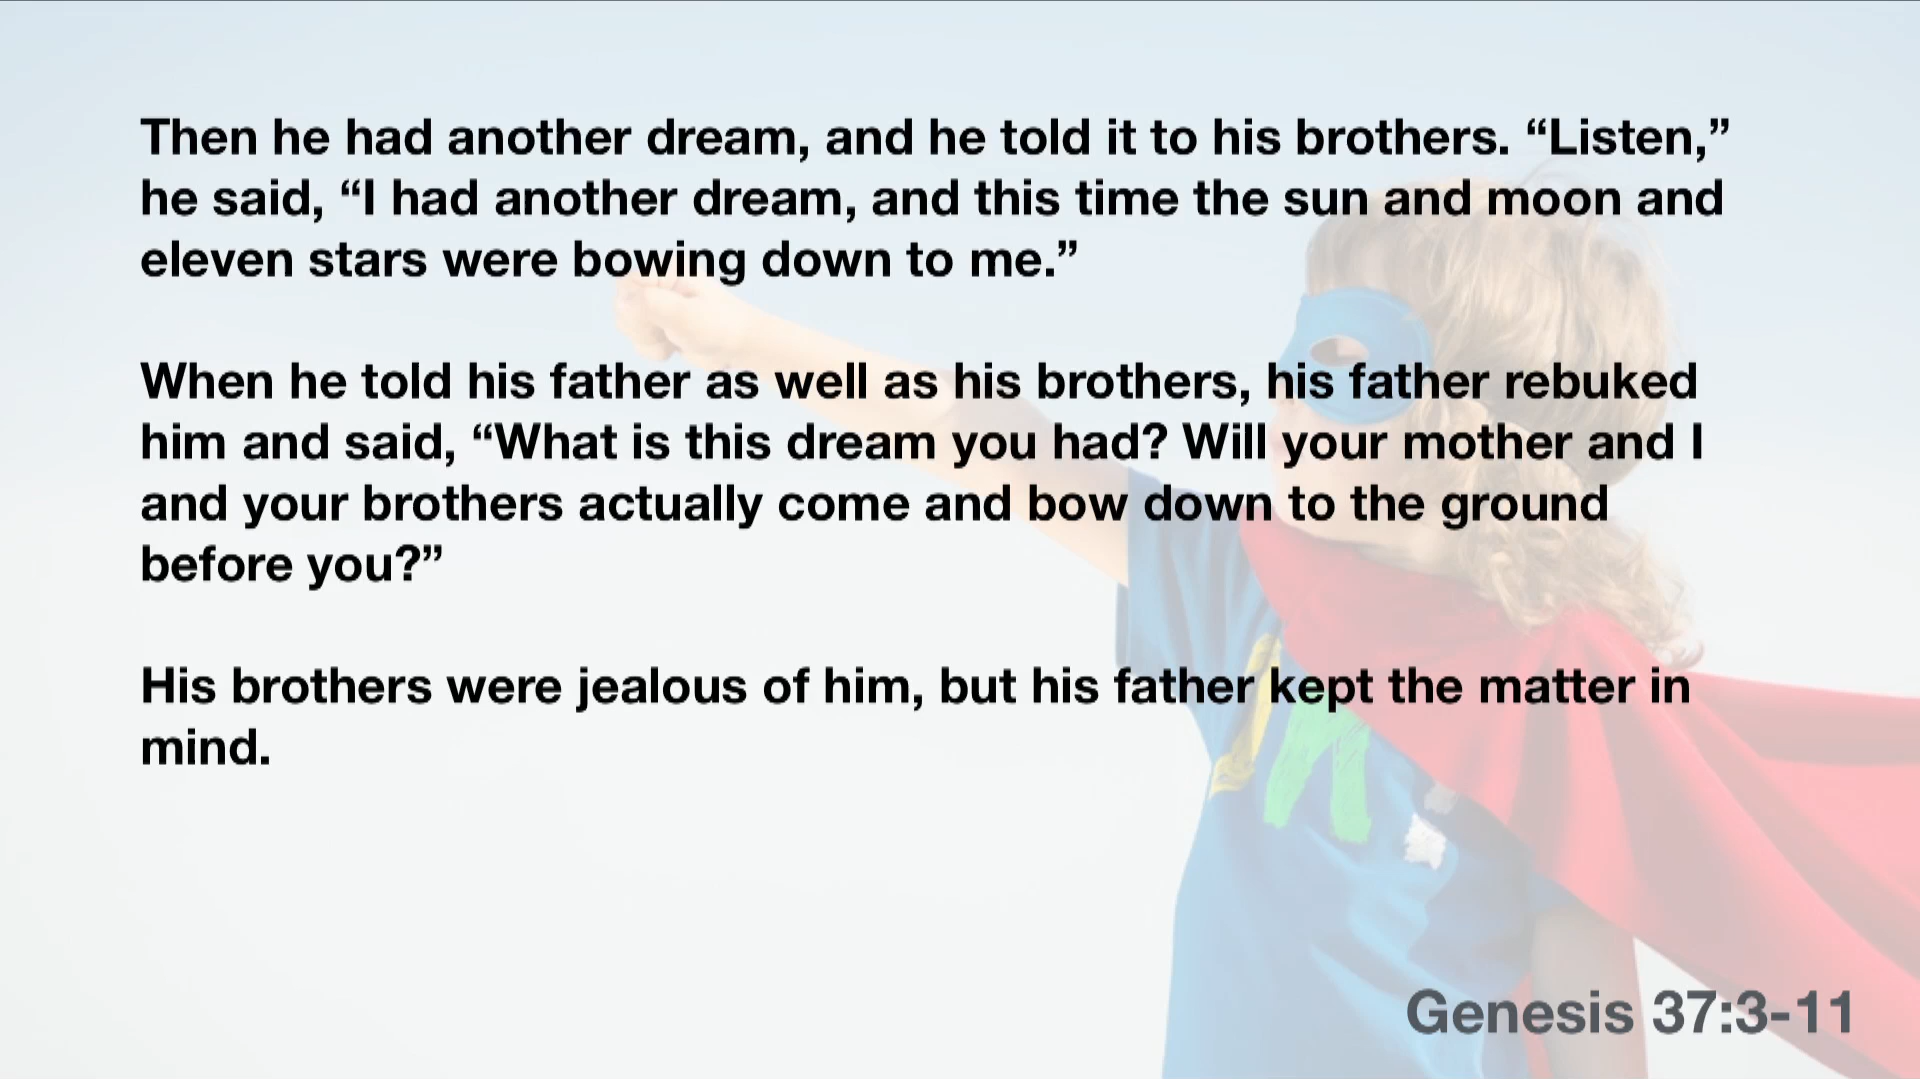 Then he had another dream, and he told it to his brothers. “Listen,”
he said, “I had another dream, and this time the sun and moon and
eleven stars were bowing down to me.”
When he told his father as well as his brothers, his father rebuked
him and said, “What is this dream you had? Will your mother and I
and your brothers actually come and bow down to the ground
before you?”
His brothers were jealous of him, but his father kept the matter in
mind.
Genesis 37:3-11